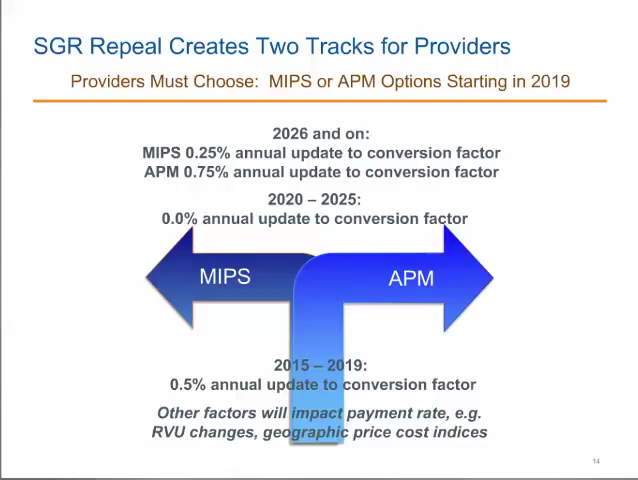 SGR Repeal Creates Two Tracks for Providers
Providers Must Choose:  MIPS or APM Options Starting in 2019
2026 and on:
MIPS 0.25% annual update to conversion factor
APM 0.75% annual update to conversion factor
2020 – 2025:
0.0% annual update to conversion factor
MIPS
APM
2015 – 2019:
0.5% annual update to conversion factor
Other factors will impact payment rate, e.g.
RVU changes, geographic price cost indices
14